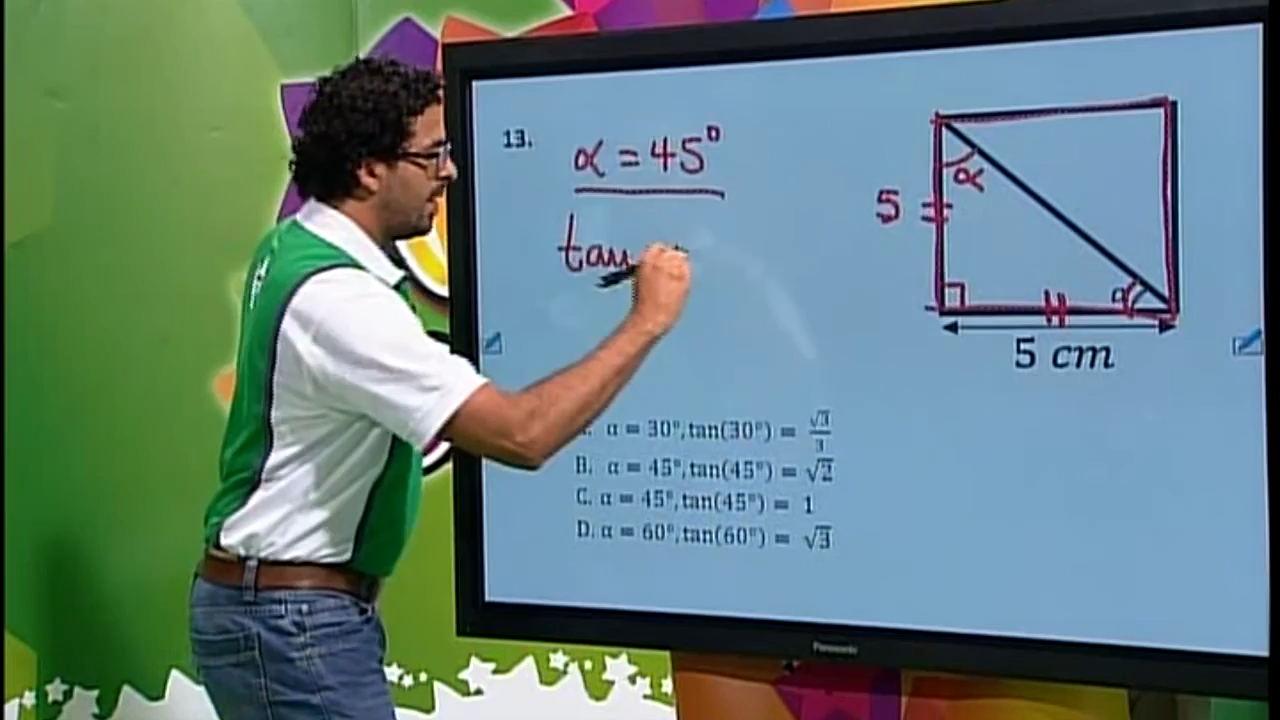 13.
α = 45°
tan
α
5
α
5 cm
α = 30°, tan(30°) = √3/3
B. α = 45°, tan(45°) = √2
C. α = 45°, tan(45°) = 1
D. α = 60°, tan(60°) = √3
Panasonic